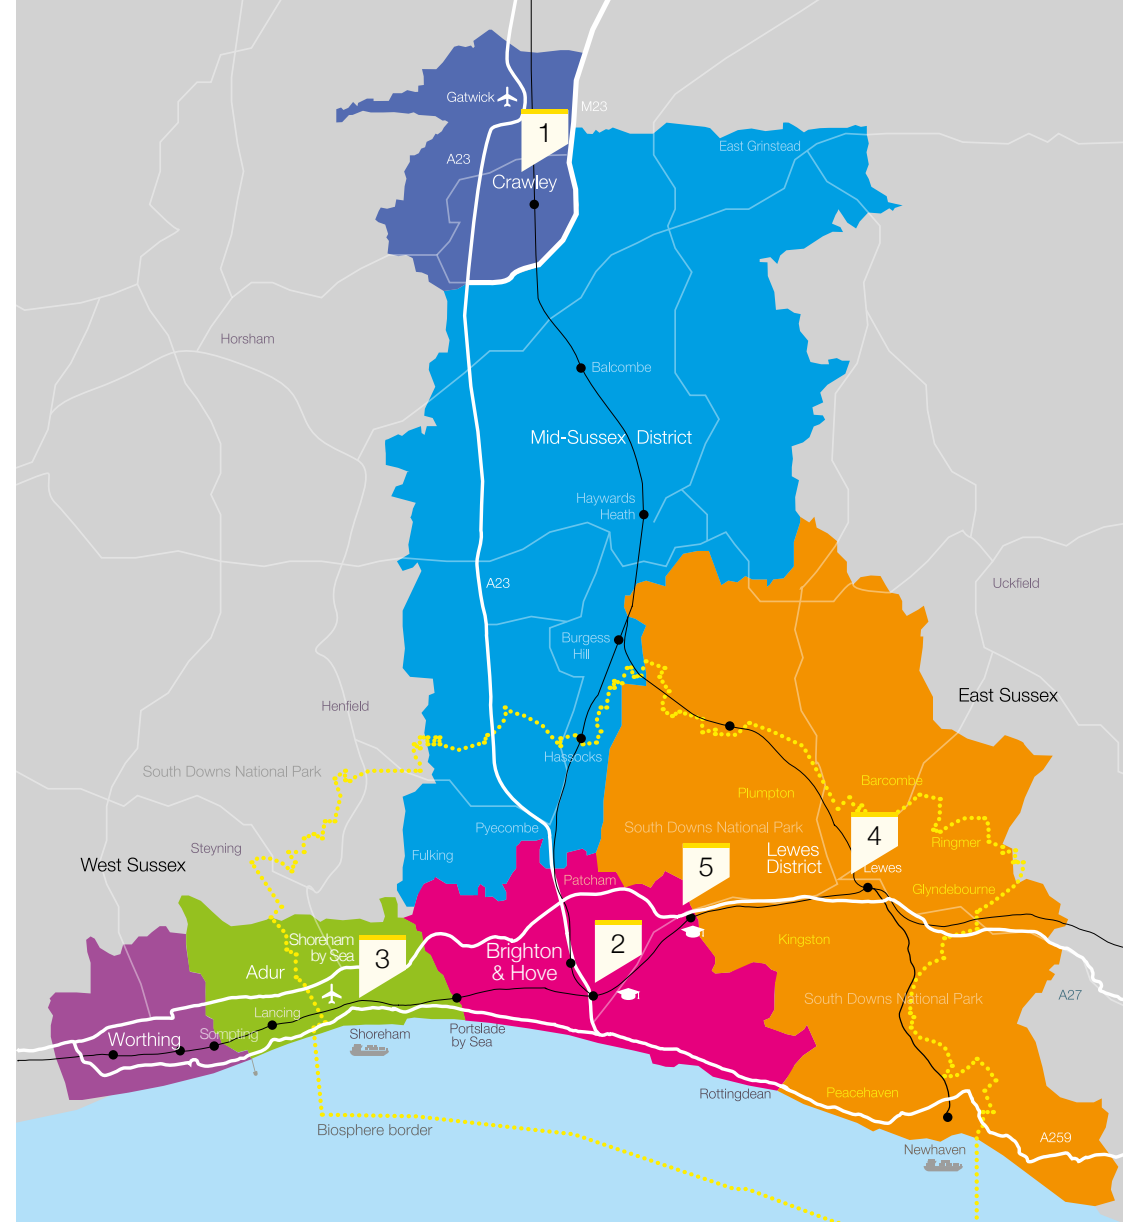 Gatwick
M23
1
A23
Crawley
East Grinstead
Horsham
Balcombe
Mid-Sussex District
Haywards
Heath
A23
Uckfield
Burgess
Hill
East Sussex
Henfield
Hassocks
South Downs National Park
Barcombe
Plumpton
Pyecombe
South Downs National Park
4
Ringmer
Steyning
Fulking
Lewes
District
West Sussex
5
Lewes
Patcham
Glyndebourne
Shoreham
by Sea
3
Brighton
& Hove
2
Kingston
Adur
South Downs National Park
A27
Lancing
Sompting
Worthing
Shoreham
Portslade
by Sea
Rottingdean
Peacehaven
Biosphere border
A259
Newhaven